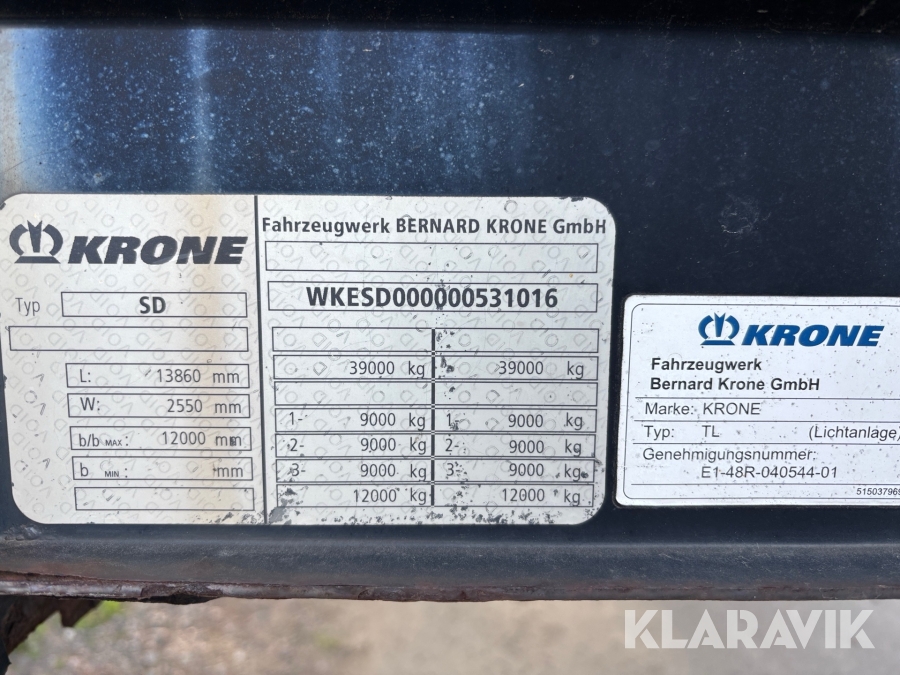 KRONE
Typ SD
L: 13860 mm
W: 2550 mm
b/b MAX: 12000 mm
b MIN: mm
Fahrzeugwerk BERNARD KRONE GmbH
WKESD000000531016
39000 kg 39000 kg
1- 9000 kg 1- 9000 kg
2- 9000 kg 2- 9000 kg
3- 9000 kg 3- 9000 kg
12000 kg 12000 kg
KRONE
Fahrzeugwerk
Bernard Krone GmbH
Marke: KRONE
Typ: TL (Lichtanlage)
Genehmigungsnummer:
E1-48R-040544-01
51503796
KLARAVIK